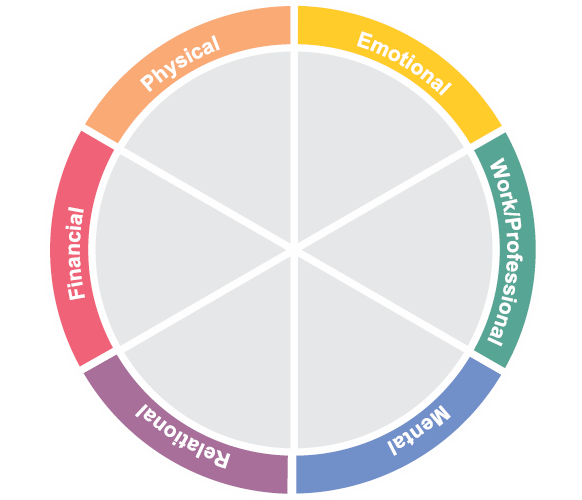 Physical
Emotional
Work/Professional
Mental
Relational
Financial